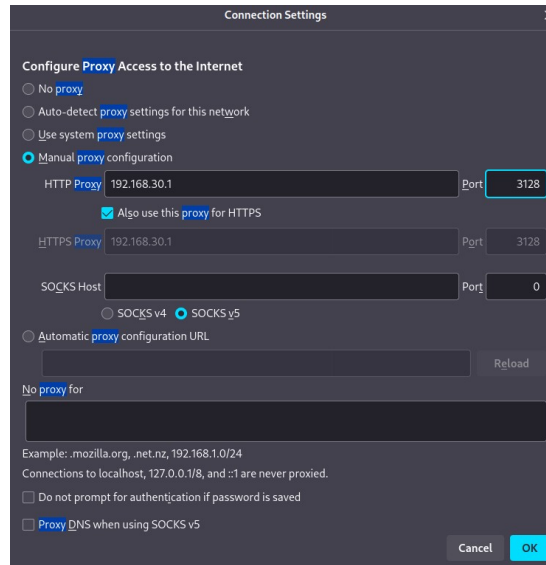 Connection Settings
Configure Proxy Access to the Internet
No proxy
Auto-detect proxy settings for this network
Use system proxy settings
Manual proxy configuration
HTTP Proxy 192.168.30.1 Port 3128
Also use this proxy for HTTPS
HTTPS Proxy 192.168.30.1 Port 3128
SOCKS Host Port 0
SOCKS v4 SOCKS v5
Automatic proxy configuration URL
Reload
No proxy for
Example: .mozilla.org, .net.nz, 192.168.1.0/24
Connections to localhost, 127.0.0.1/8, and ::1 are never proxied.
Do not prompt for authentication if password is saved
Proxy DNS when using SOCKS v5
Cancel OK